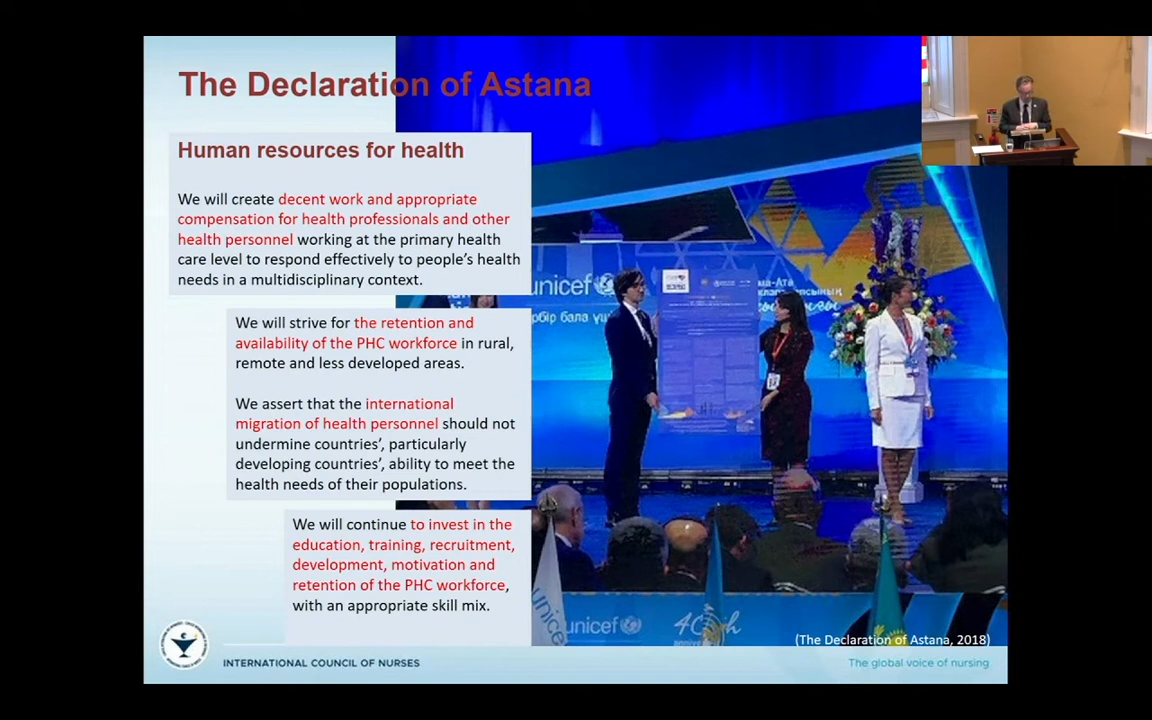 The Declaration of Astana
Human resources for health
We will create decent work and appropriate
compensation for health professionals and other
health personnel working at the primary health
care level to respond effectively to people’s health
needs in a multidisciplinary context.
We will strive for the retention and
availability of the PHC workforce in rural,
remote and less developed areas.
We assert that the international
migration of health personnel should not
undermine countries’, particularly
developing countries’, ability to meet the
health needs of their populations.
We will continue to invest in the
education, training, recruitment,
development, motivation and
retention of the PHC workforce,
with an appropriate skill mix.
unicef
әрбір бала үшін
unicef
unicef
40th
(The Declaration of Astana, 2018)
INTERNATIONAL COUNCIL OF NURSES
The global voice of nursing